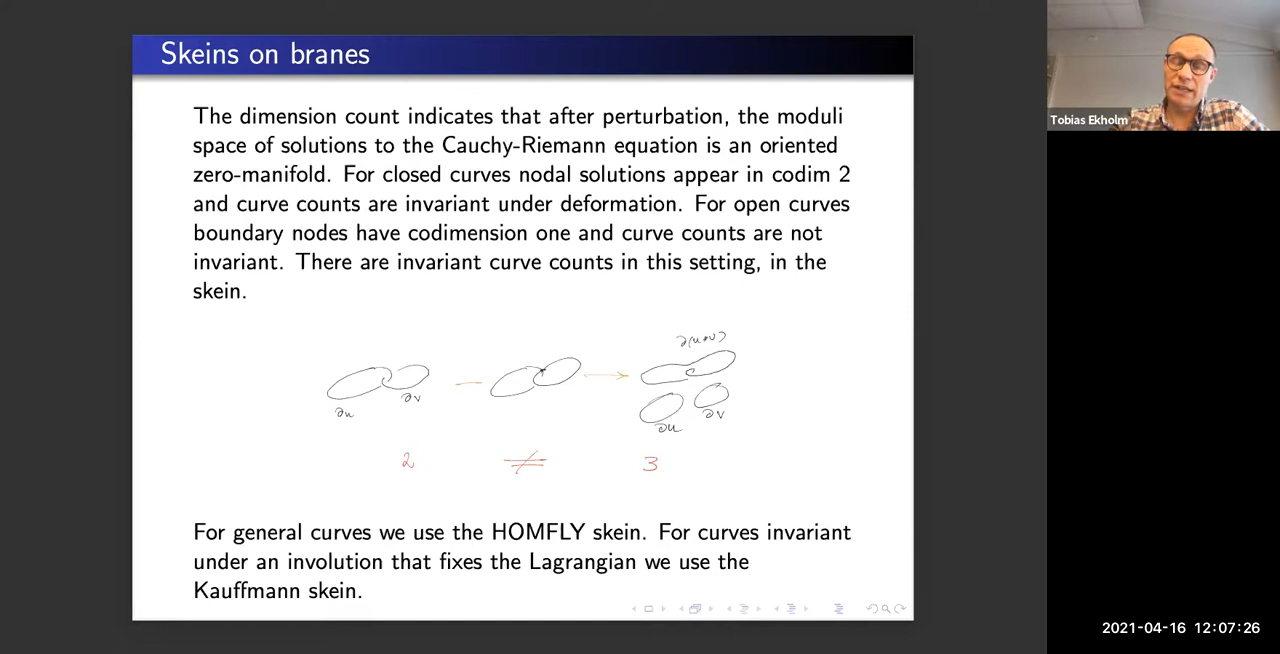 Skeins on branes
The dimension count indicates that after perturbation, the moduli
space of solutions to the Cauchy-Riemann equation is an oriented
zero-manifold. For closed curves nodal solutions appear in codim 2
and curve counts are invariant under deformation. For open curves
boundary nodes have codimension one and curve counts are not
invariant. There are invariant curve counts in this setting, in the
skein.
∂u
∂v
∂u
∂v
2 ≠ 3
For general curves we use the HOMFLY skein. For curves invariant
under an involution that fixes the Lagrangian we use the
Kauffmann skein.
Tobias Ekholm
2021-04-16 12:07:26